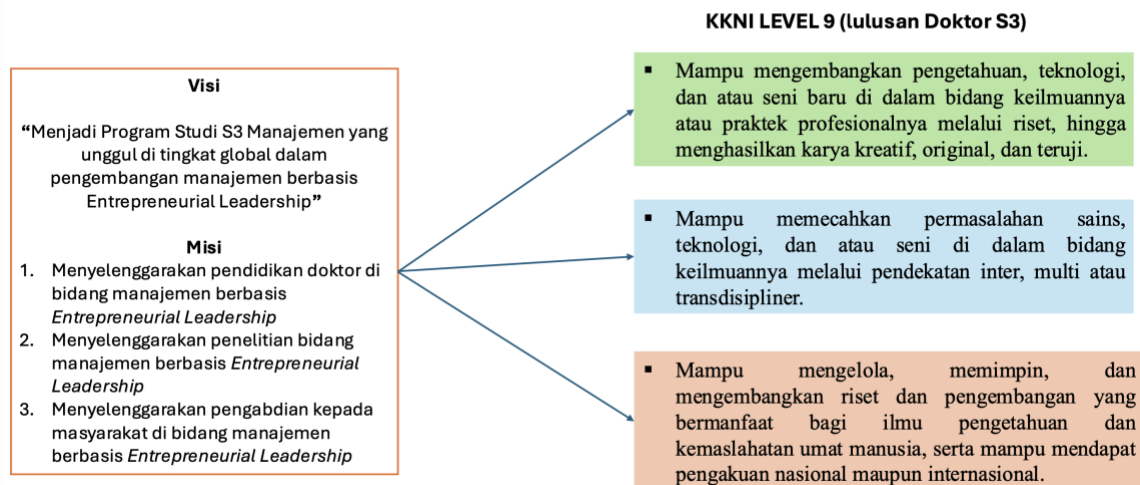 Visi
“Menjadi Program Studi S3 Manajemen yang
unggul di tingkat global dalam
pengembangan manajemen berbasis
Entrepreneurial Leadership”
Misi
1. Menyelenggarakan pendidikan doktor di
bidang manajemen berbasis
Entrepreneurial Leadership
2. Menyelenggarakan penelitian bidang
manajemen berbasis Entrepreneurial
Leadership
3. Menyelenggarakan pengabdian kepada
masyarakat di bidang manajemen
berbasis Entrepreneurial Leadership
KKNI LEVEL 9 (lulusan Doktor S3)
▪ Mampu mengembangkan pengetahuan, teknologi,
dan atau seni baru di dalam bidang keilmuannya
atau praktek profesionalnya melalui riset, hingga
menghasilkan karya kreatif, original, dan teruji.
▪ Mampu memecahkan permasalahan sains,
teknologi, dan atau seni di dalam bidang
keilmuannya melalui pendekatan inter, multi atau
transdisipliner.
▪ Mampu mengelola, memimpin, dan
mengembangkan riset dan pengembangan yang
bermanfaat bagi ilmu pengetahuan dan
kemaslahatan umat manusia, serta mampu mendapat
pengakuan nasional maupun internasional.